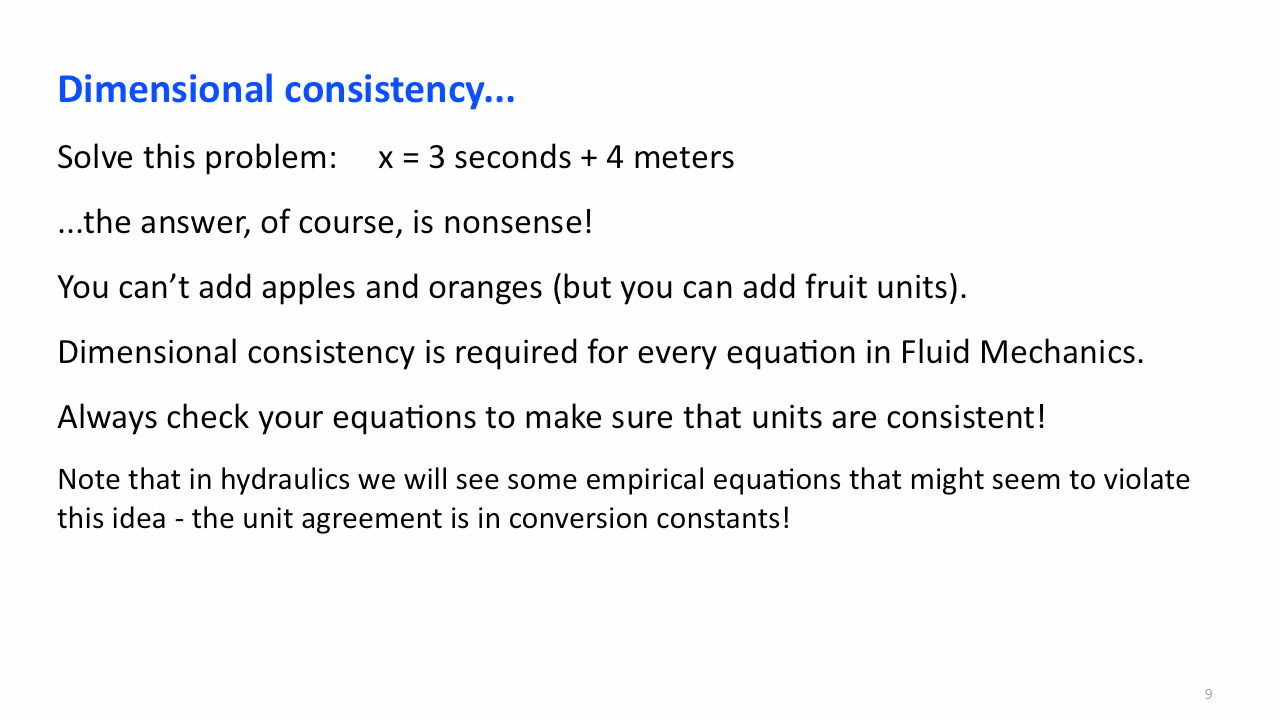 Dimensional consistency...
Solve this problem: x = 3 seconds + 4 meters
...the answer, of course, is nonsense!
You can’t add apples and oranges (but you can add fruit units).
Dimensional consistency is required for every equation in Fluid Mechanics.
Always check your equations to make sure that units are consistent!
Note that in hydraulics we will see some empirical equations that might seem to violate
this idea - the unit agreement is in conversion constants!
9